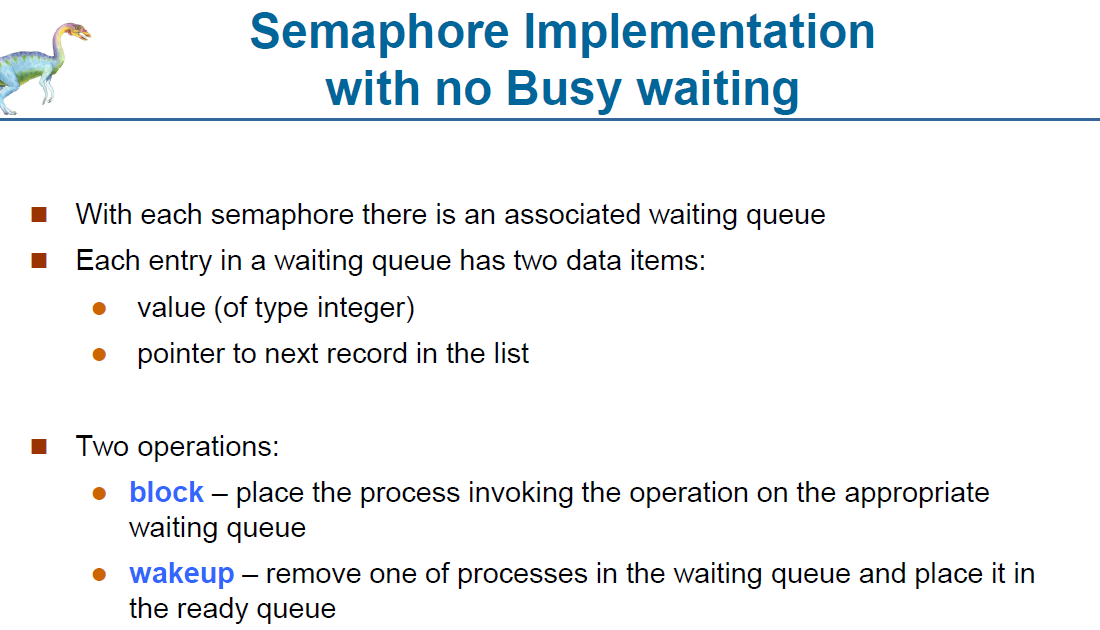 Semaphore Implementation
with no Busy waiting
With each semaphore there is an associated waiting queue
Each entry in a waiting queue has two data items:
value (of type integer)
pointer to next record in the list
Two operations:
block – place the process invoking the operation on the appropriate
waiting queue
wakeup – remove one of processes in the waiting queue and place it in
the ready queue